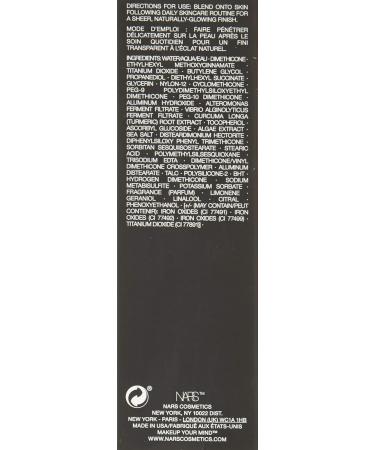 DIRECTIONS FOR USE: BLEND ONTO SKIN
FOLLOWING DAILY SKINCARE ROUTINE FOR
A SHEER, NATURALLY-GLOWING FINISH.
MODE D'EMPLOI : FAIRE PÉNÉTRER
DÉLICATEMENT SUR LA PEAU APRÈS LE
SOIN QUOTIDIEN POUR UN FINI
TRANSPARENT À L'ÉCLAT NATUREL.
INGREDIENTS: WATER/AQUA/EAU · DIMETHICONE ·
ETHYLHEXYL METHOXYCINNAMATE ·
TITANIUM DIOXIDE · BUTYLENE GLYCOL ·
PROPANEDIOL · DIETHYLHEXYL SUCCINATE ·
GLYCERIN · NYLON-12 · CYCLOMETHICONE ·
PEG-9 POLYDIMETHYLSILOXYETHYL
DIMETHICONE · PEG-10 DIMETHICONE ·
ALUMINUM HYDROXIDE · ALTEROMONAS
FERMENT FILTRATE · VIBRIO ALGINOLYTICUS
FERMENT FILTRATE · CURCUMA LONGA
(TURMERIC) ROOT EXTRACT · TOCOPHEROL ·
ASCORBYL GLUCOSIDE · ALGAE EXTRACT ·
SEA SALT · DISTEARDIMONIUM HECTORITE ·
DIPHENYLSILOXY PHENYL TRIMETHICONE ·
SORBITAN SESQUIISOSTEARATE · STEARIC
ACID · POLYMETHYLSILSESQUIOXANE ·
TRISODIUM EDTA · DIMETHICONE/VINYL
DIMETHICONE CROSSPOLYMER · ALUMINUM
DISTEARATE · TALC · POLYSILICONE-2 · BHT ·
HYDROGEN DIMETHICONE · SODIUM
METABISULFITE · POTASSIUM SORBATE ·
FRAGRANCE (PARFUM) · LIMONENE ·
GERANIOL · LINALOOL · CITRAL ·
PHENOXYETHANOL · [+/- (MAY CONTAIN/PEUT
CONTENIR): IRON OXIDES (CI 77491) · IRON
OXIDES (CI 77492) · IRON OXIDES (CI 77499) ·
TITANIUM DIOXIDE (CI 77891)] ·
NARS™
NARS COSMETICS
NEW YORK, NY 10022 DIST.
NEW YORK - PARIS - LONDON (UK) WC1A 1HB
MADE IN USA/FABRIQUÉ AUX ÉTATS-UNIS
MAKEUP YOUR MIND™
WWW.NARSCOSMETICS.COM